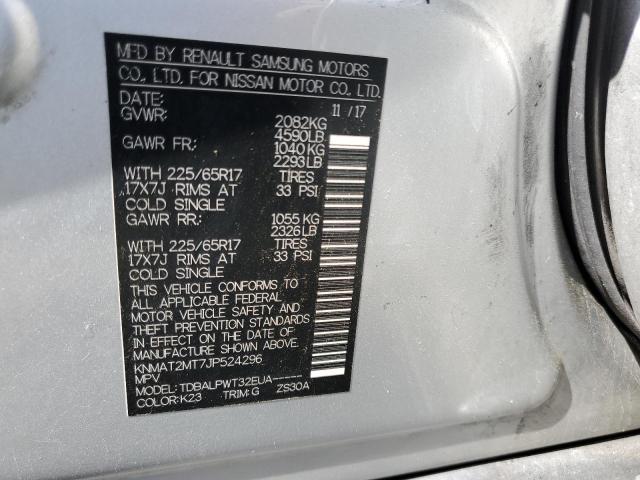 MFD BY RENAULT SAMSUNG MOTORS
CO., LTD. FOR NISSAN MOTOR CO., LTD.
DATE: 11/17
GVWR: 2082KG
4590LB
GAWR FR: 1040 KG
2293 LB
WITH 225/65R17 TIRES
17X7J RIMS AT 33 PSI
COLD SINGLE
GAWR RR: 1055 KG
2326 LB
WITH 225/65R17 TIRES
17X7J RIMS AT 33 PSI
COLD SINGLE
THIS VEHICLE CONFORMS TO
ALL APPLICABLE FEDERAL
MOTOR VEHICLE SAFETY AND
THEFT PREVENTION STANDARDS
IN EFFECT ON THE DATE OF
MANUFACTURE SHOWN ABOVE.
KNMAT2MT7JP524296
MPV
MODEL: TDBALPWT32EUA-----
COLOR: K23 TRIM: G ZS30A